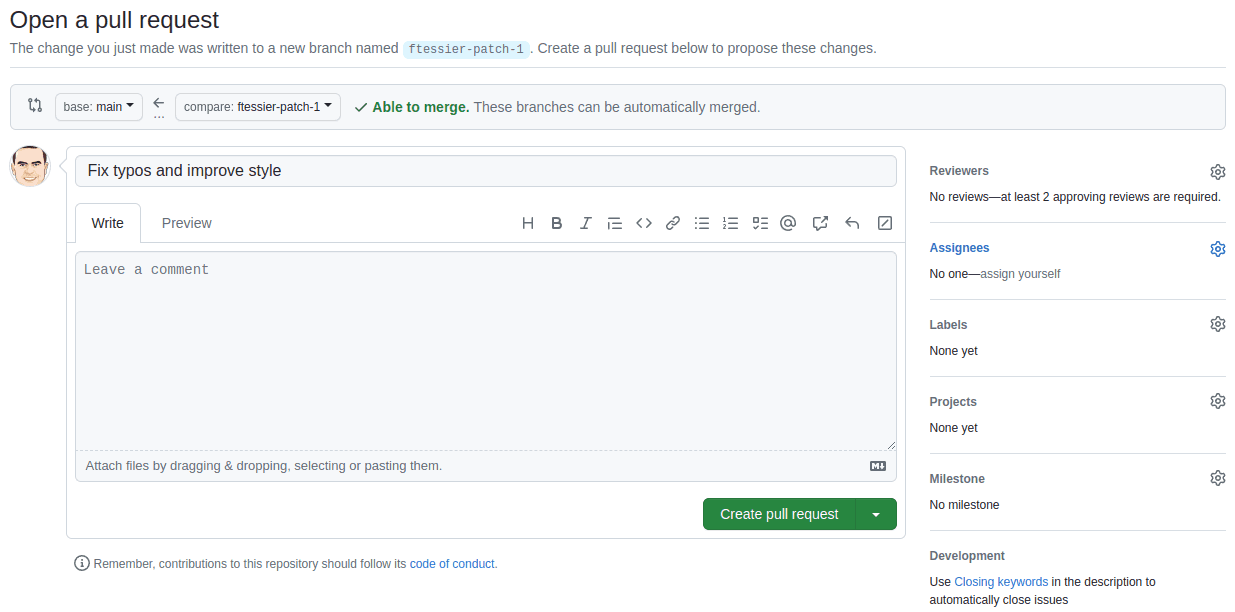 Open a pull request
The change you just made was written to a new branch named ftessier-patch-1. Create a pull request below to propose these changes.
base: main ← compare: ftessier-patch-1 ✓ Able to merge. These branches can be automatically merged.
...
Fix typos and improve style
Write Preview
H B I @
Leave a comment
Attach files by dragging & dropping, selecting or pasting them.
Create pull request
Remember, contributions to this repository should follow its code of conduct.
Reviewers
No reviews—at least 2 approving reviews are required.
Assignees
No one—assign yourself
Labels
None yet
Projects
None yet
Milestone
No milestone
Development
Use Closing keywords in the description to
automatically close issues